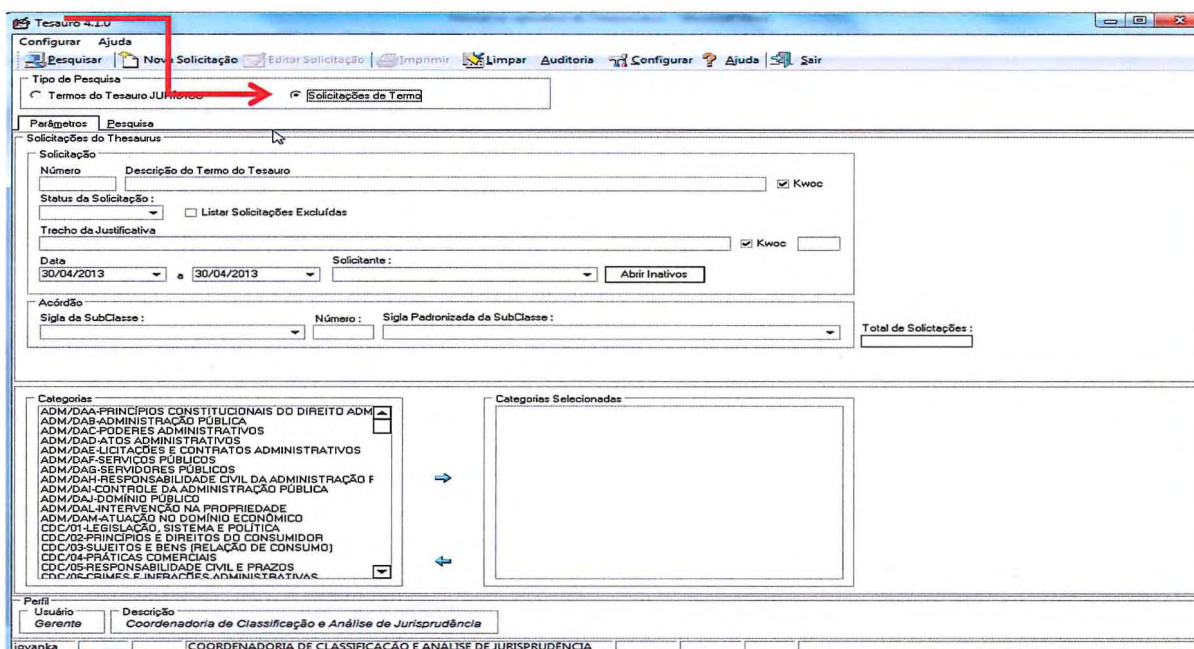 Tesauro 4.1.0
Configurar Ajuda
Pesquisar Nova Solicitação Editar Solicitação Imprimir Limpar Auditoria Configurar Ajuda Sair
Tipo de Pesquisa
Termos do Tesauro JURÍDICO Solicitações de Termo
Parâmetros Pesquisa
Solicitações do Thesaurus
Solicitação
Número Descrição do Termo do Tesauro
Kwoc
Status da Solicitação :
Listar Solicitações Excluídas
Trecho da Justificativa
Kwoc
Data Solicitante :
30/04/2013 a 30/04/2013 Abrir Inativos
Acórdão
Sigla da SubClasse : Número : Sigla Padronizada da SubClasse :
Total de Solictações :
Categorias Categorias Selecionadas
ADM/DAA-PRINCÍPIOS CONSTITUCIONAIS DO DIREITO ADM
ADM/DAB-ADMINISTRAÇÃO PÚBLICA
ADM/DAC-PODERES ADMINISTRATIVOS
ADM/DAD-ATOS ADMINISTRATIVOS
ADM/DAE-LICITAÇÕES E CONTRATOS ADMINISTRATIVOS
ADM/DAF-SERVIÇOS PÚBLICOS
ADM/DAG-SERVIDORES PÚBLICOS
ADM/DAH-RESPONSABILIDADE CIVIL DA ADMINISTRAÇÃO F
ADM/DAI-CONTROLE DA ADMINISTRAÇÃO PÚBLICA
ADM/DAJ-DOMÍNIO PÚBLICO
ADM/DAL-INTERVENÇÃO NA PROPRIEDADE
ADM/DAM-ATUAÇÃO NO DOMÍNIO ECONÔMICO
CDC/01-LEGISLAÇÃO, SISTEMA E POLÍTICA
CDC/02-PRINCÍPIOS E DIREITOS DO CONSUMIDOR
CDC/03-SUJEITOS E BENS (RELAÇÃO DE CONSUMO)
CDC/04-PRÁTICAS COMERCIAIS
CDC/05-RESPONSABILIDADE CIVIL E PRAZOS
CDC/06-CRIMES E INFRAÇÕES ADMINISTRATIVAS
Perfil
Usuário Descrição
Gerente Coordenadoria de Classificação e Análise de Jurisprudência
jovanka COORDENADORIA DE CLASSIFICAÇÃO E ANALISE DE JURISPRUDÊNCIA